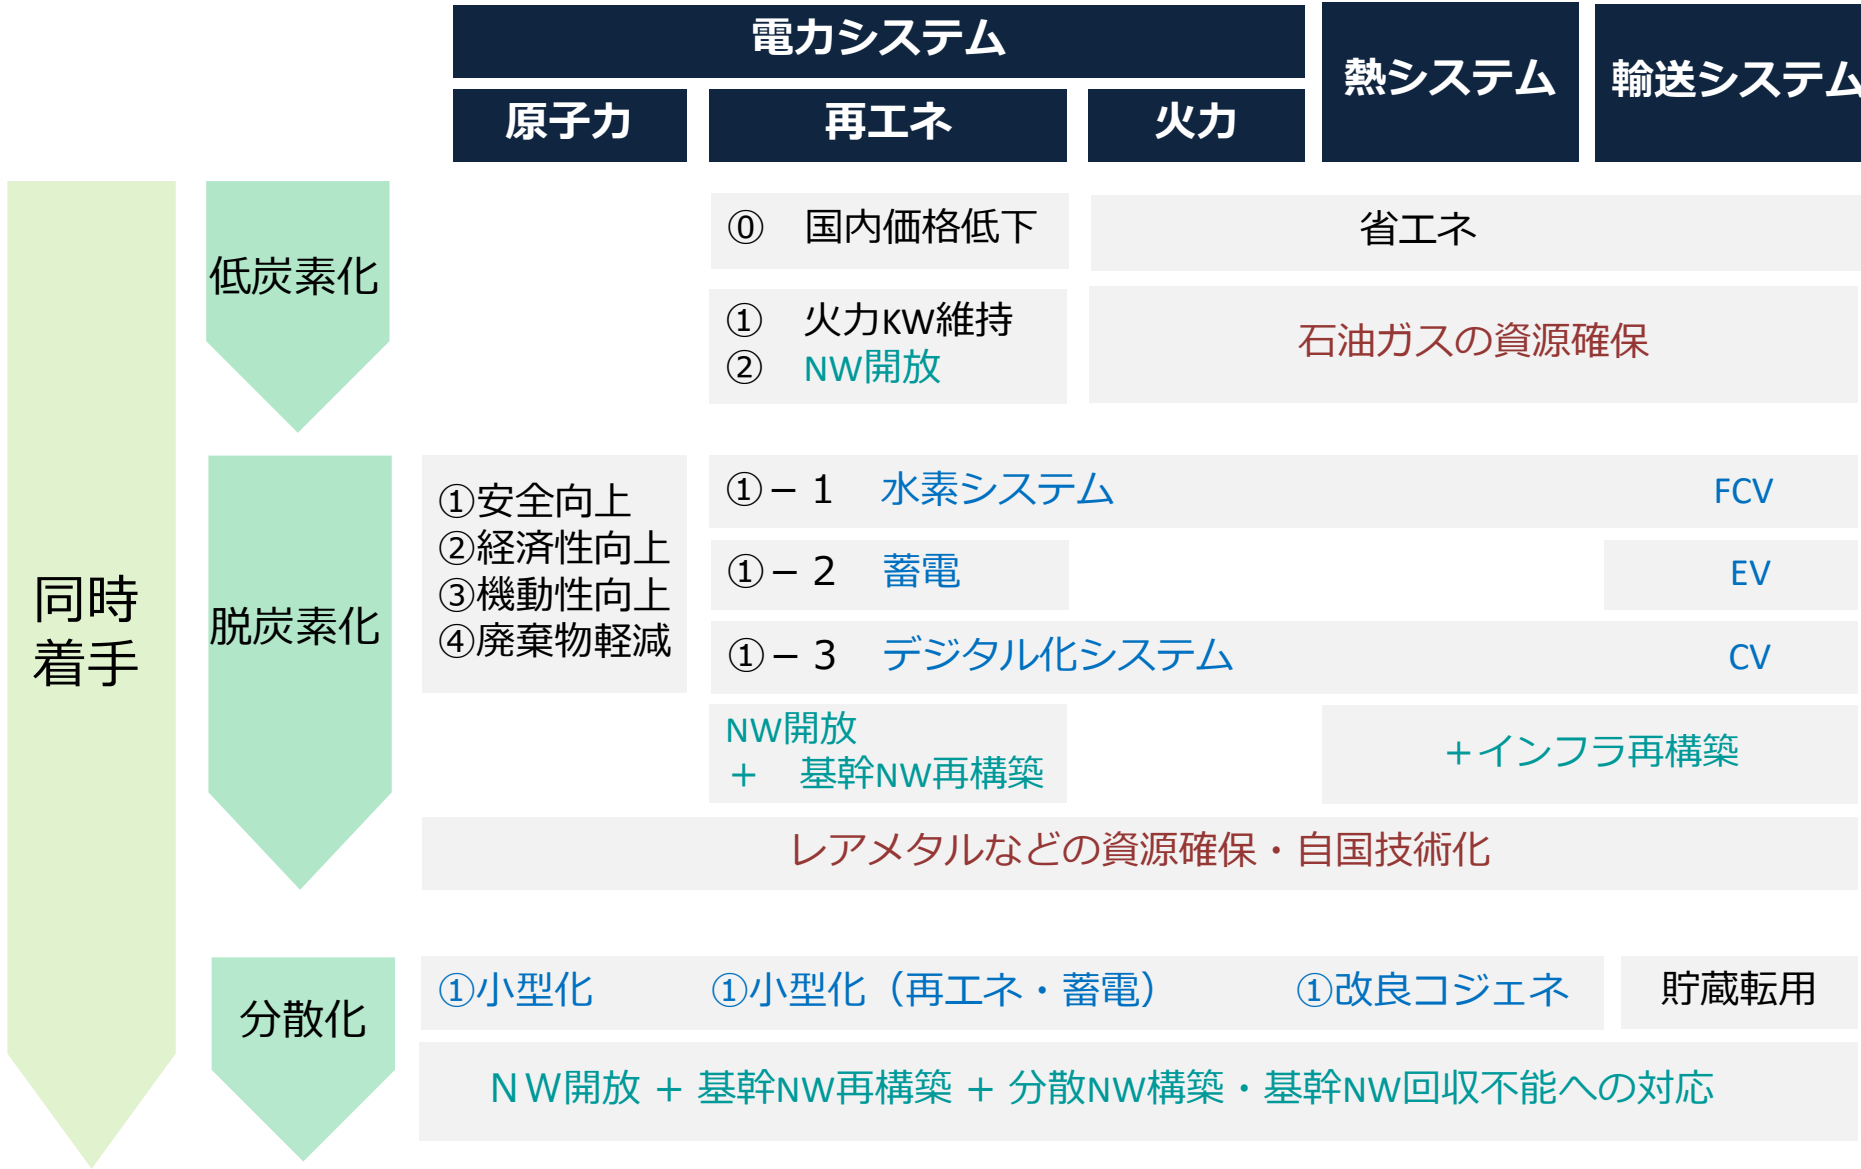 電力システム
熱システム
輸送システム
原子力
再エネ
火力
同時
着手
低炭素化
⓪ 国内価格低下
省エネ
① 火力KW維持
② NW開放
石油ガスの資源確保
脱炭素化
①安全向上
②経済性向上
③機動性向上
④廃棄物軽減
①－１ 水素システム
FCV
①－２ 蓄電
EV
①－３ デジタル化システム
CV
NW開放
＋ 基幹NW再構築
＋インフラ再構築
レアメタルなどの資源確保・自国技術化
分散化
①小型化
①小型化（再エネ・蓄電）
①改良コジェネ
貯蔵転用
ＮＷ開放 ＋ 基幹NW再構築 ＋ 分散NW構築・基幹NW回収不能への対応